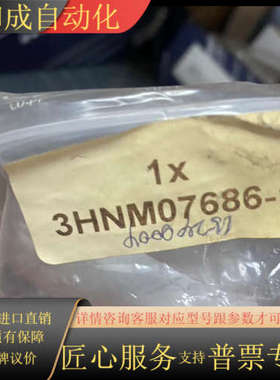 成自动化
1x
3HNM07686-
进口直销
有保障
牌议价
详情咨询客服对应型号跟参数才可
匠心服务
支持
普票专